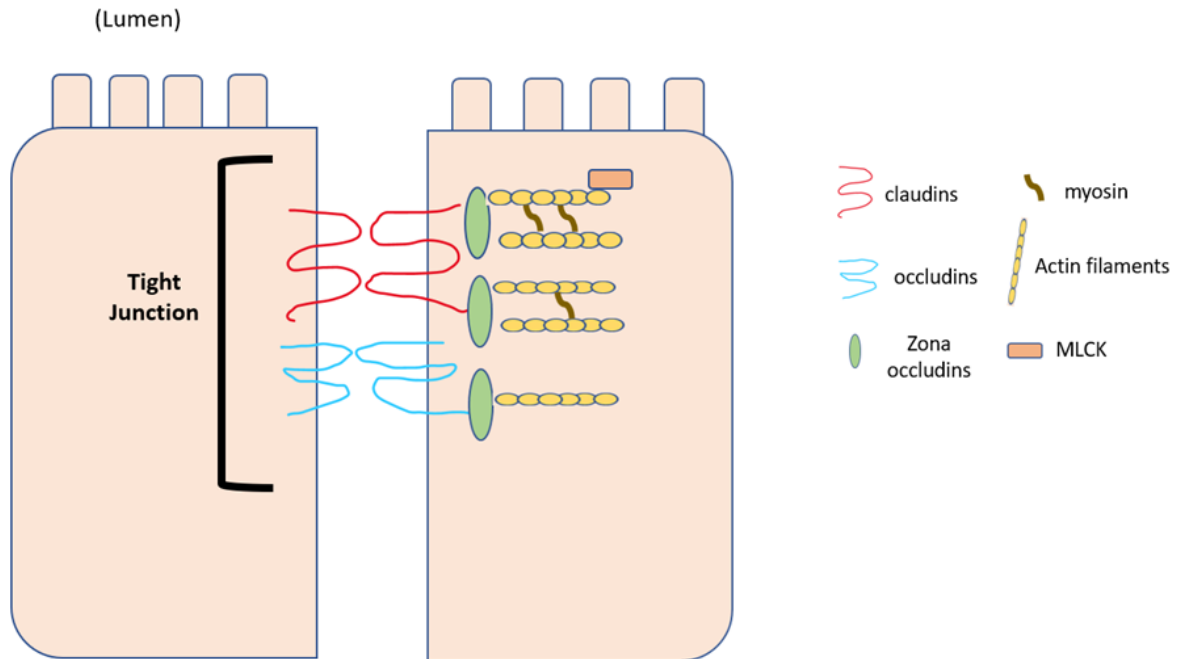 (Lumen)
Tight
Junction
claudins
myosin
occludins
Actin filaments
Zona
occludins
MLCK